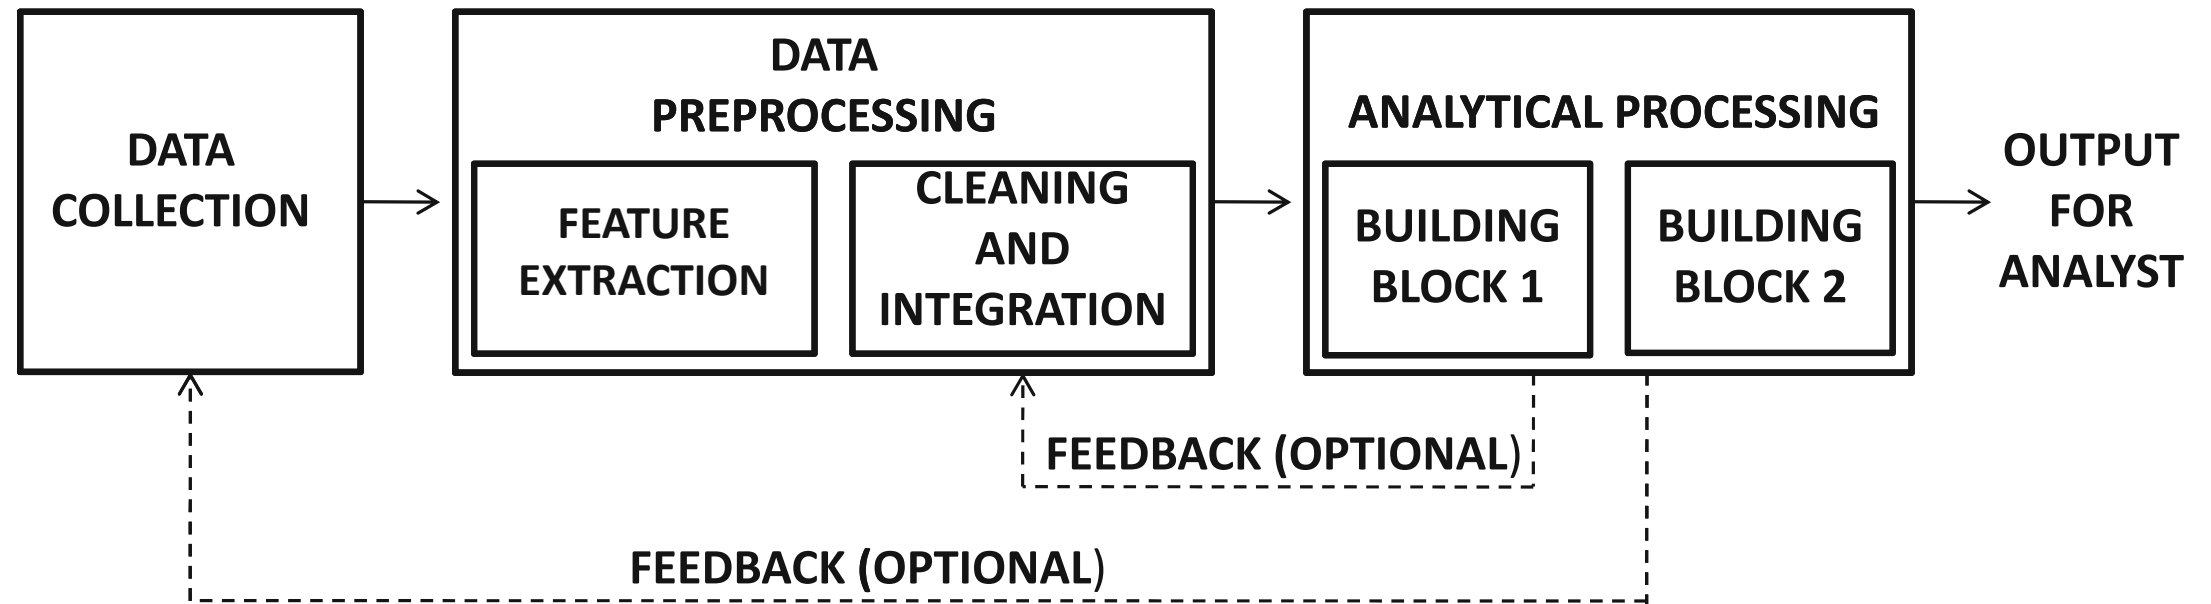 DATA
COLLECTION
DATA
PREPROCESSING
FEATURE
EXTRACTION
CLEANING
AND
INTEGRATION
ANALYTICAL PROCESSING
BUILDING
BLOCK 1
BUILDING
BLOCK 2
OUTPUT
FOR
ANALYST
FEEDBACK (OPTIONAL)
FEEDBACK (OPTIONAL)